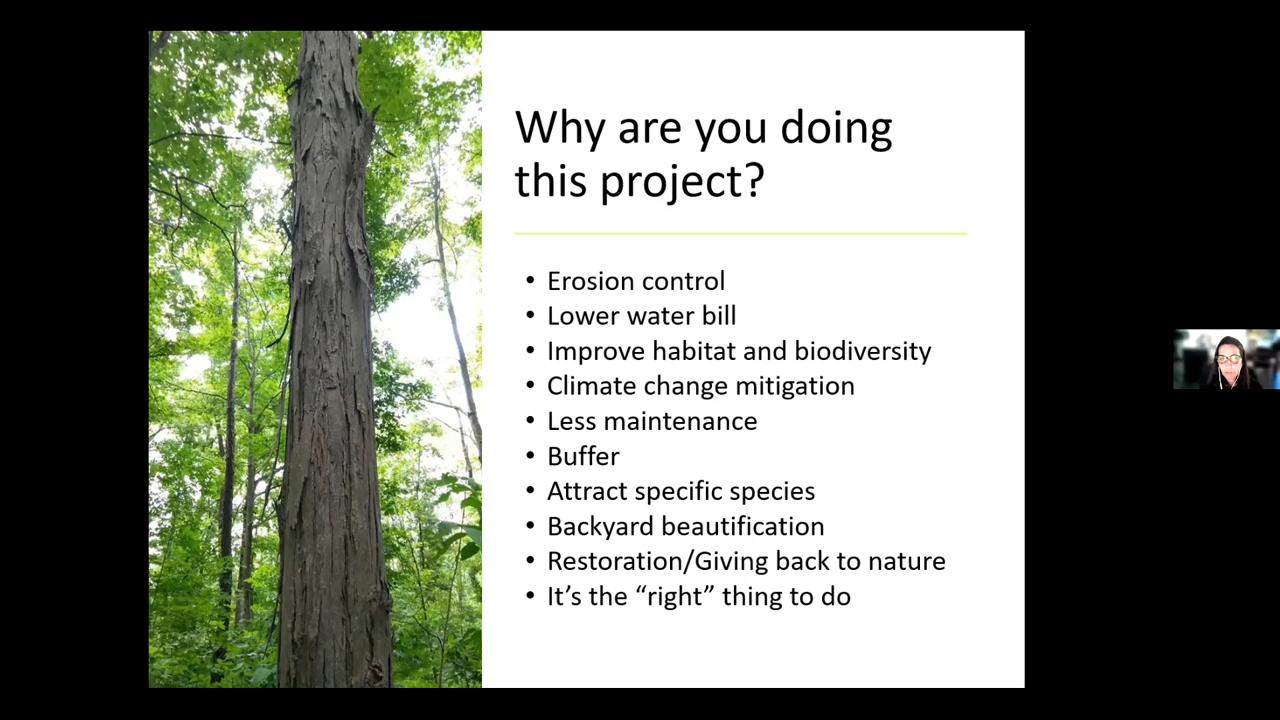 Why are you doing
this project?
• Erosion control
• Lower water bill
• Improve habitat and biodiversity
• Climate change mitigation
• Less maintenance
• Buffer
• Attract specific species
• Backyard beautification
• Restoration/Giving back to nature
• It’s the “right” thing to do